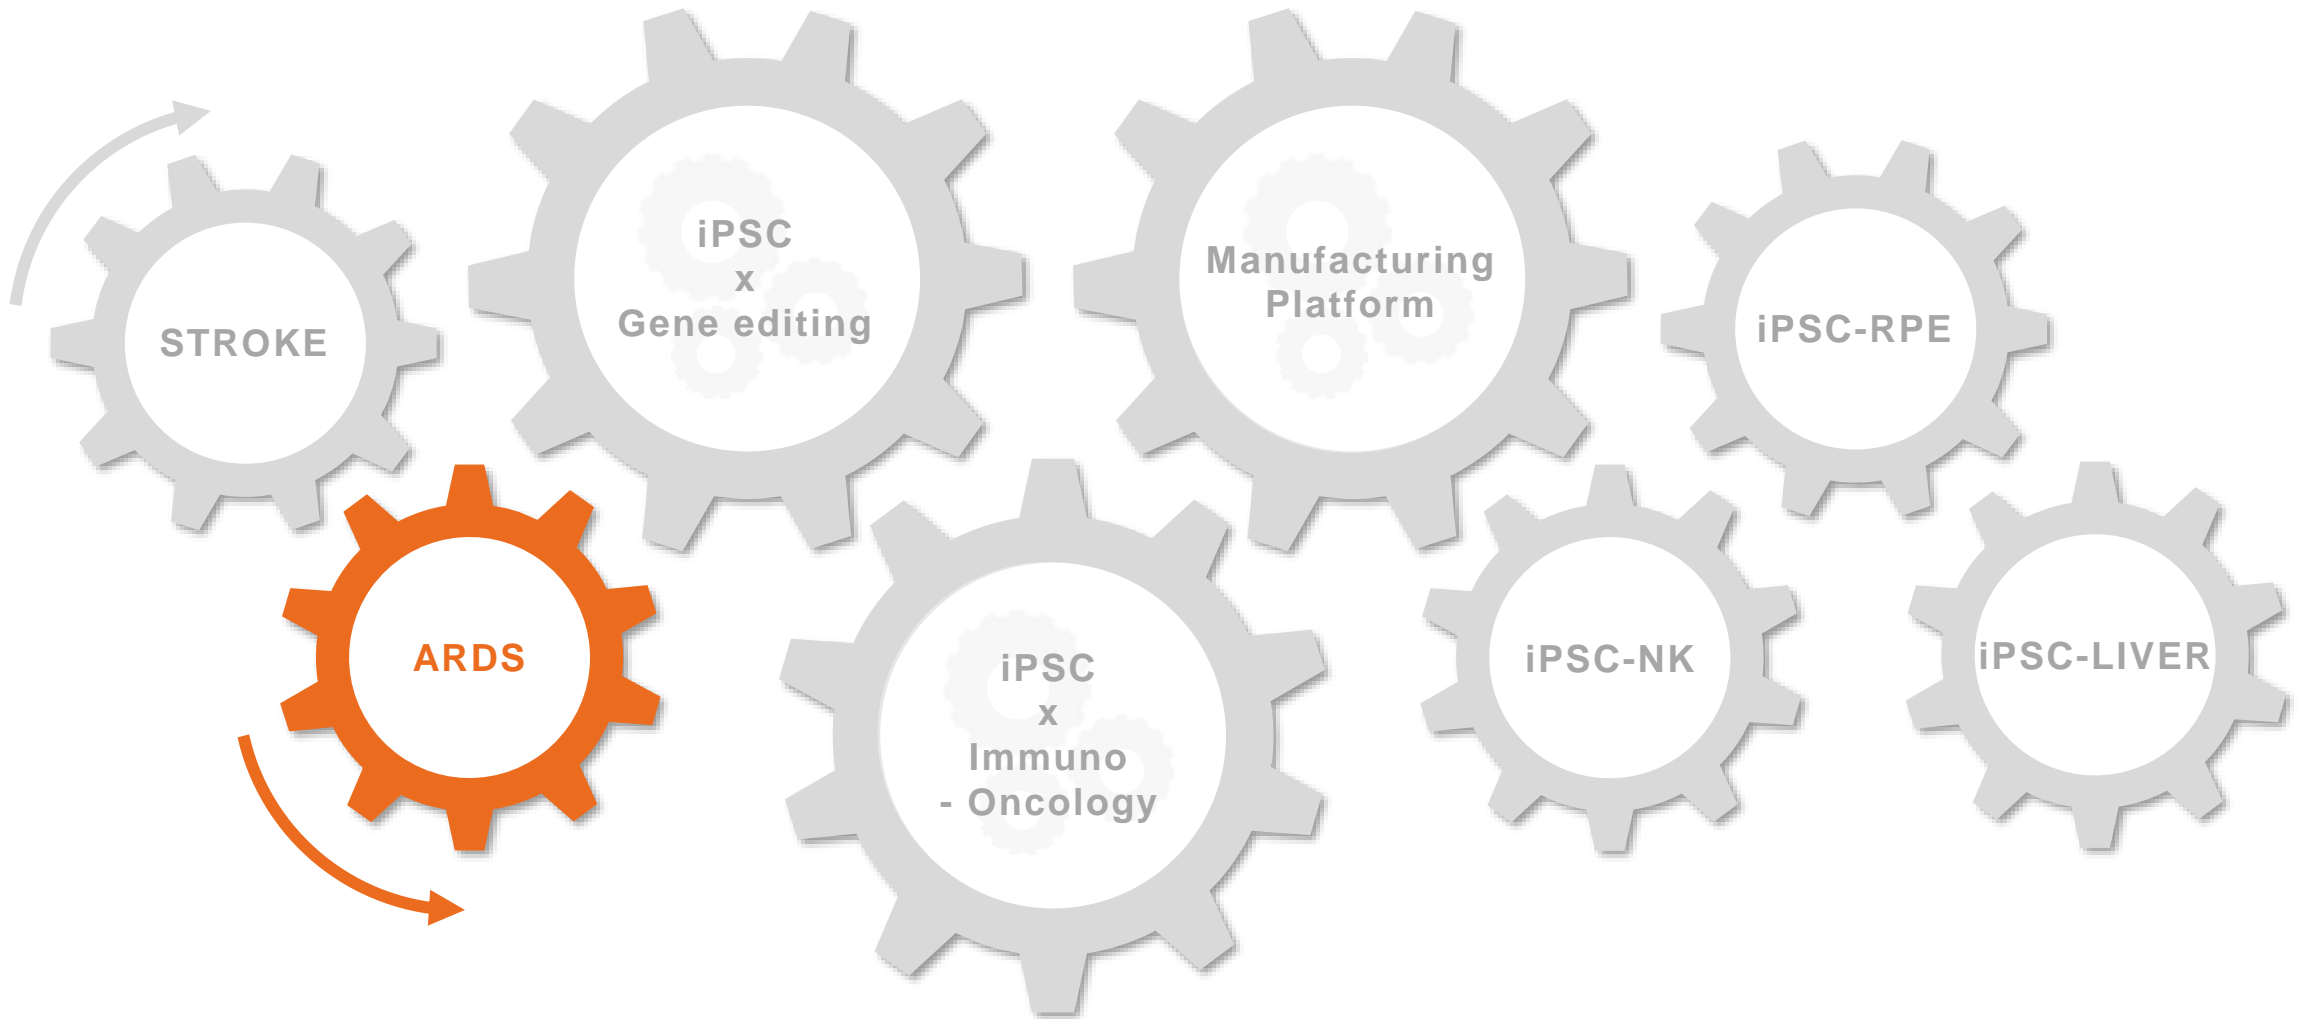 STROKE
iPSC
x
Gene editing
Manufacturing
Platform
iPSC-RPE
ARDS
iPSC
x
Immuno
- Oncology
iPSC-NK
iPSC-LIVER